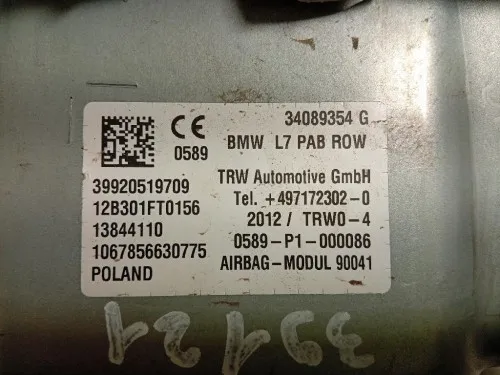 34089354 G
CE
0589
BMW L7 PAB ROW
39920519709
12B301FT0156
13844110
1067856630775
POLAND
TRW Automotive GmbH
Tel. +497172302-0
2012/ TRW0-4
0589-P1-000086
AIRBAG-MODUL 90041
39121